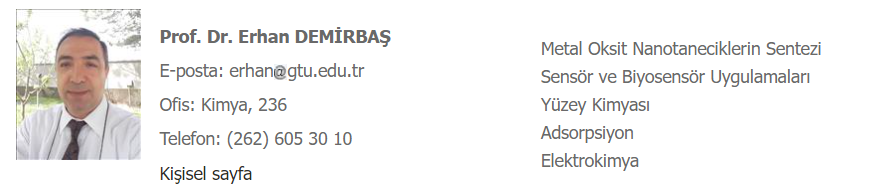 Prof. Dr. Erhan DEMİRBAŞ
E-posta: erhan@gtu.edu.tr
Ofis: Kimya, 236
Telefon: (262) 605 30 10
Kişisel sayfa
Metal Oksit Nanotaneciklerin Sentezi
Sensör ve Biyosensör Uygulamaları
Yüzey Kimyası
Adsorpsiyon
Elektrokimya